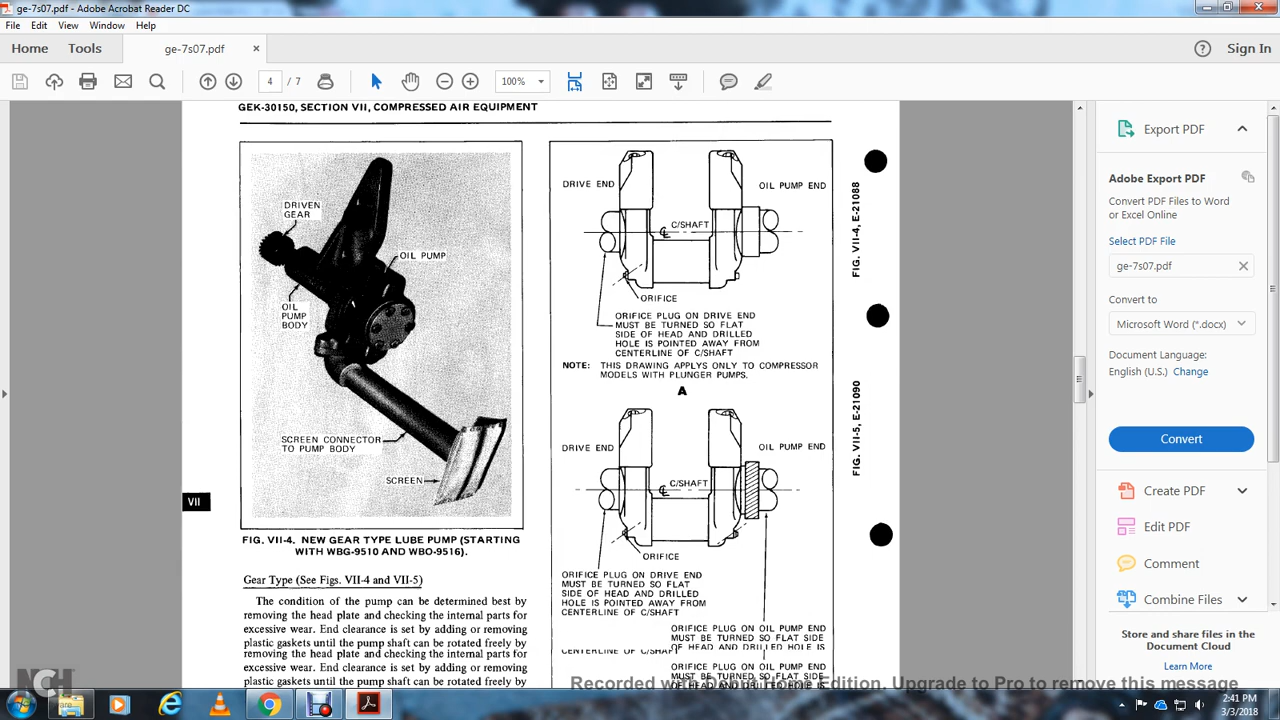 ge-7s07.pdf - Adobe Acrobat Reader DC
File Edit View Window Help
Home Tools ge-7s07.pdf × ? Sign In
4 / 7 100%
GEK-30150, SECTION VII, COMPRESSED AIR EQUIPMENT
DRIVEN
GEAR
OIL PUMP
OIL
PUMP
BODY
SCREEN CONNECTOR
TO PUMP BODY
SCREEN
VII
FIG. VII-4. NEW GEAR TYPE LUBE PUMP (STARTING
WITH WBG-9510 AND WBO-9516).
Gear Type (See Figs. VII-4 and VII-5)
The condition of the pump can be determined best by
removing the head plate and checking the internal parts for
excessive wear. End clearance is set by adding or removing
plastic gaskets until the pump shaft can be rotated freely by
removing the head plate and checking the internal parts for
excessive wear. End clearance is set by adding or removing
plastic gaskets until the pump shaft can be rotated freely by
DRIVE END
OIL PUMP END
C/SHAFT
ORIFICE
ORIFICE PLUG ON DRIVE END
MUST BE TURNED SO FLAT
SIDE OF HEAD AND DRILLED
HOLE IS POINTED AWAY FROM
CENTERLINE OF C/SHAFT
NOTE: THIS DRAWING APPLYS ONLY TO COMPRESSOR
MODELS WITH PLUNGER PUMPS.
A
DRIVE END
OIL PUMP END
C/SHAFT
ORIFICE
ORIFICE PLUG ON DRIVE END
MUST BE TURNED SO FLAT
SIDE OF HEAD AND DRILLED
HOLE IS POINTED AWAY FROM
CENTERLINE OF C/SHAFT
ORIFICE PLUG ON OIL PUMP END
MUST BE TURNED SO FLAT SIDE
OF HEAD AND DRILLED HOLE IS
CENTERLINE OF C/SHAFT
ORIFICE PLUG ON OIL PUMP END
MUST BE TURNED SO FLAT SIDE
FIG. VII-4, E-21088
FIG. VII-5, E-21090
Export PDF
Adobe Export PDF
Convert PDF Files to Word
or Excel Online
Select PDF File
ge-7s07.pdf
Convert to
Microsoft Word (*.docx)
Document Language:
English (U.S.) Change
Convert
Create PDF
Edit PDF
Comment
Combine Files
Store and share files in the
Document Cloud
Learn More
NCH
Edition. Upgrade to Pro to remove this message
2:41 PM
3/3/2018